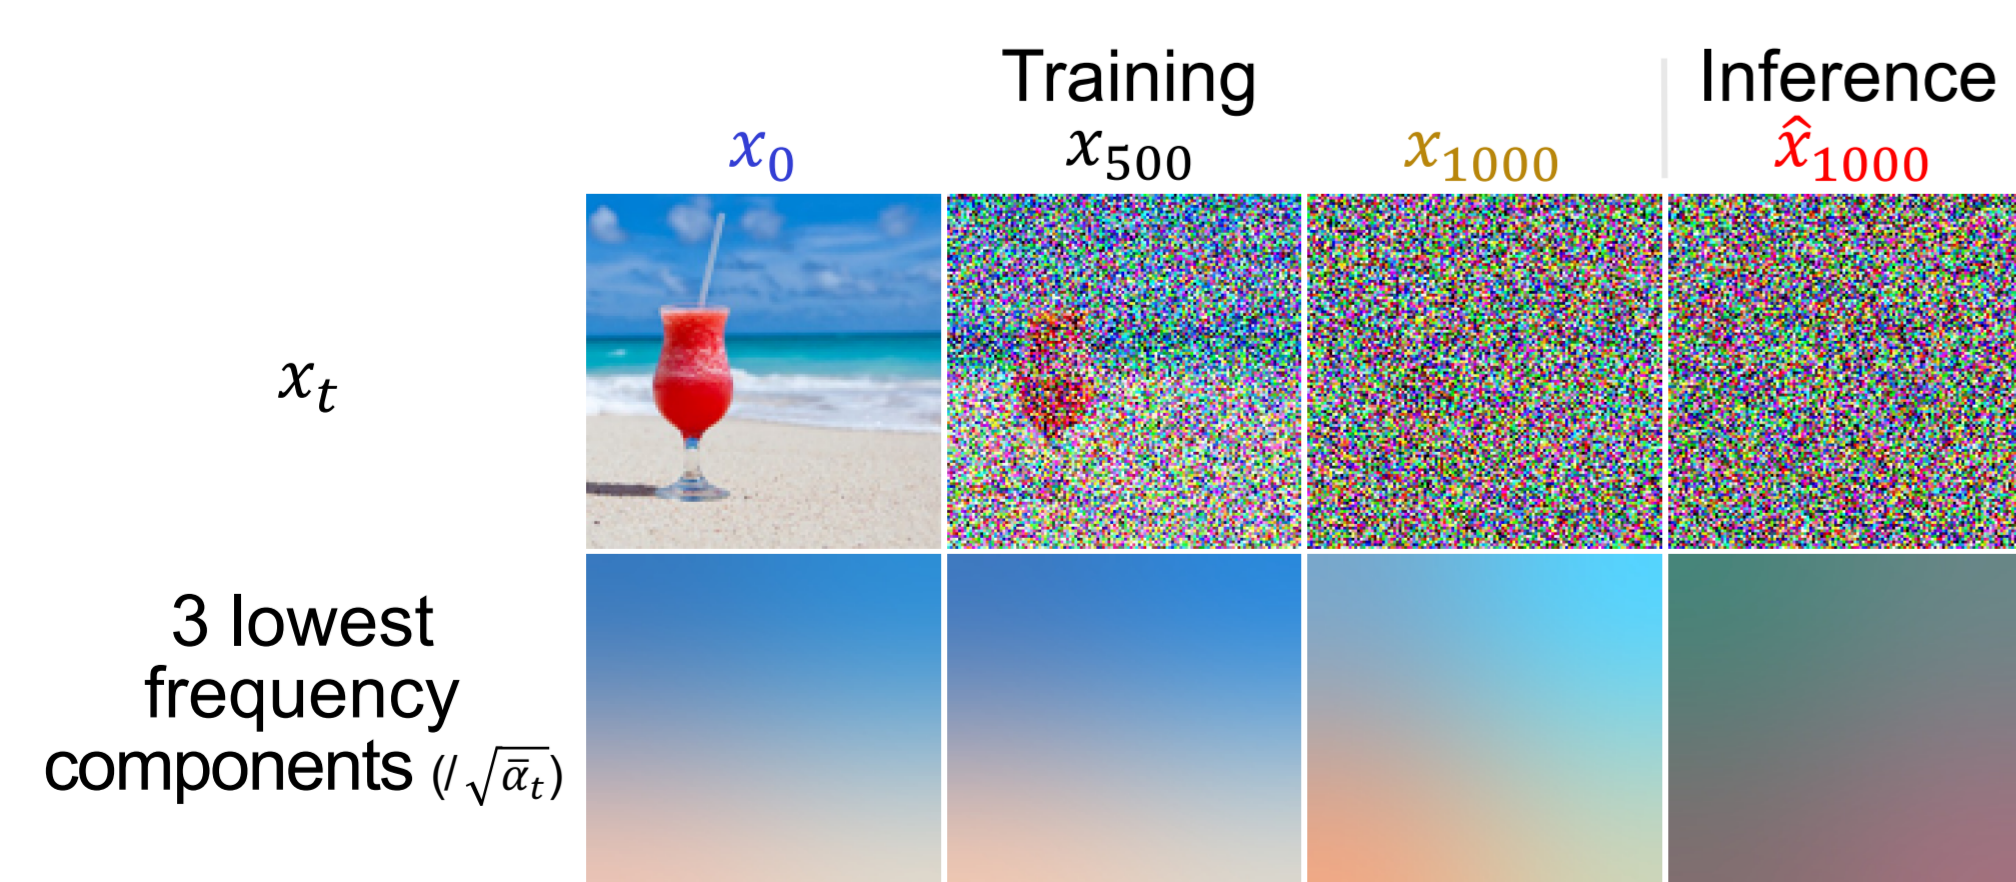 Training
Inference
x₀
x₅₀₀
x₁₀₀₀
x̂₁₀₀₀
xₜ
3 lowest
frequency
components (/√ᾱₜ)